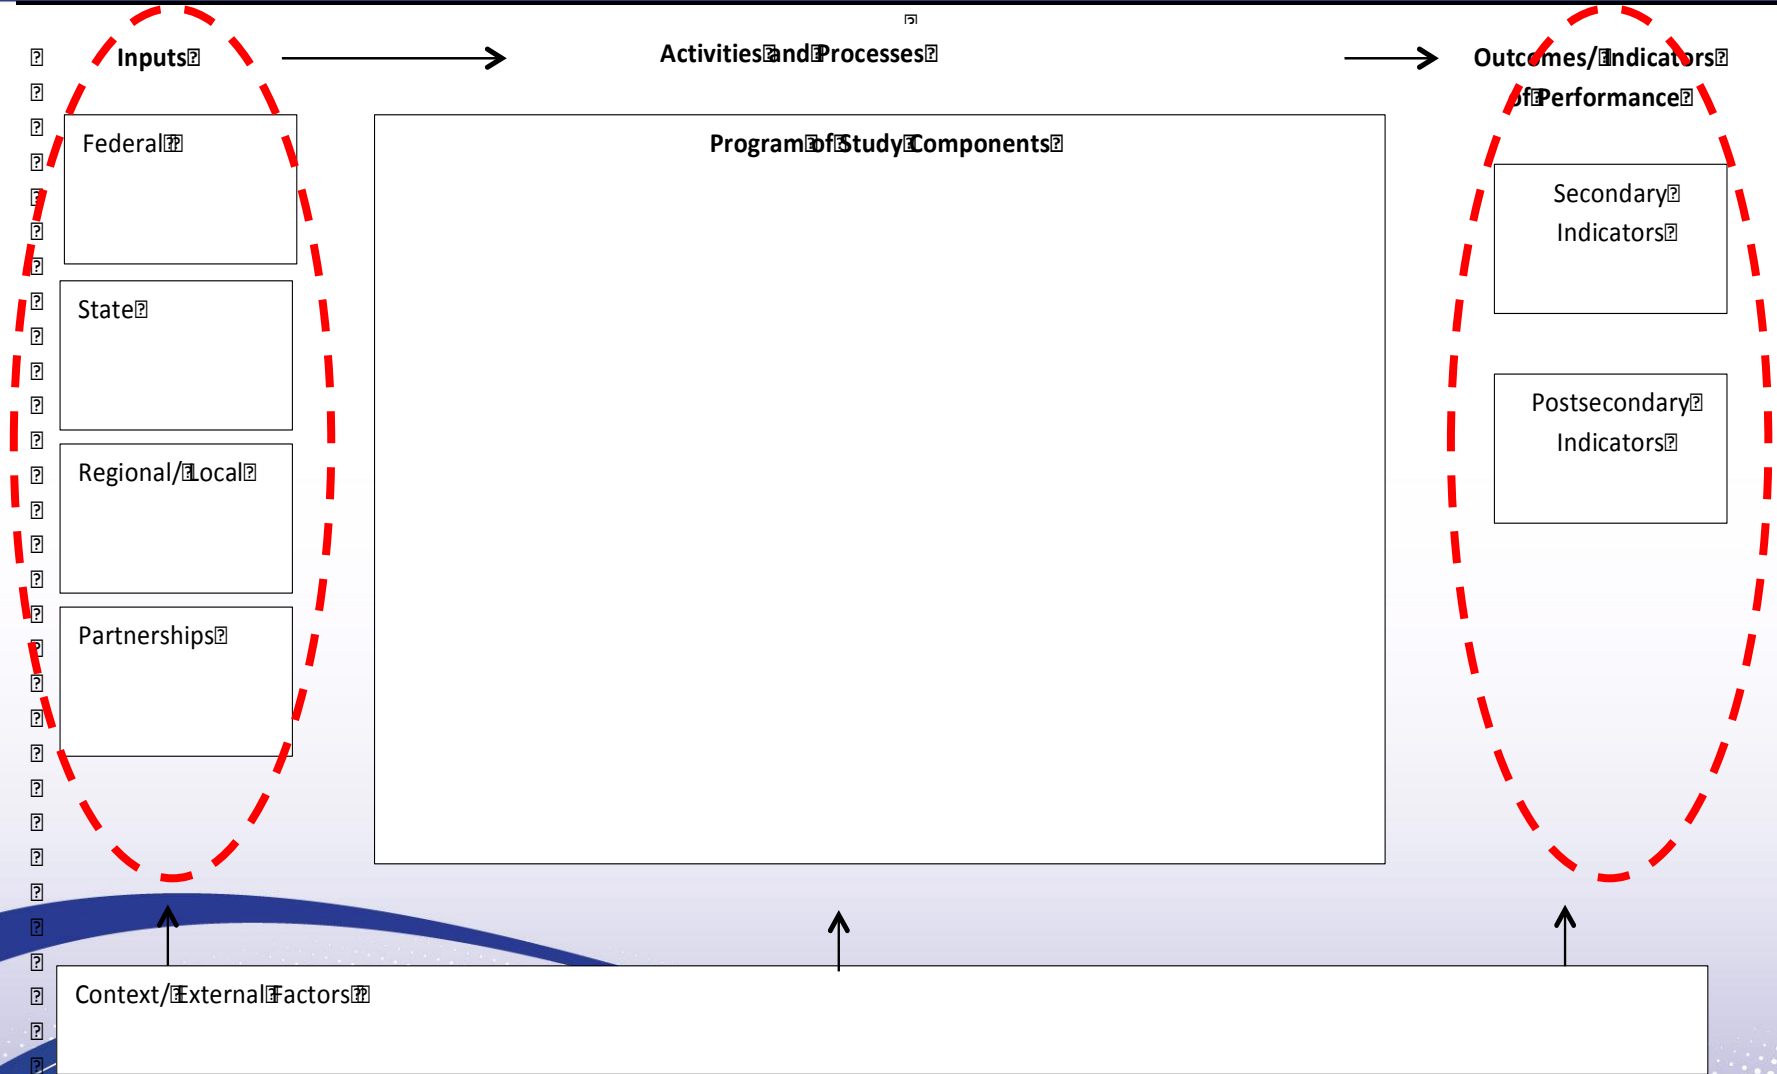 Inputs
Activities and Processes
Outcomes/ Indicators
of Performance
Federal
State
Regional/ Local
Partnerships
Program of Study Components
Secondary
Indicators
Postsecondary
Indicators
Context/ External Factors